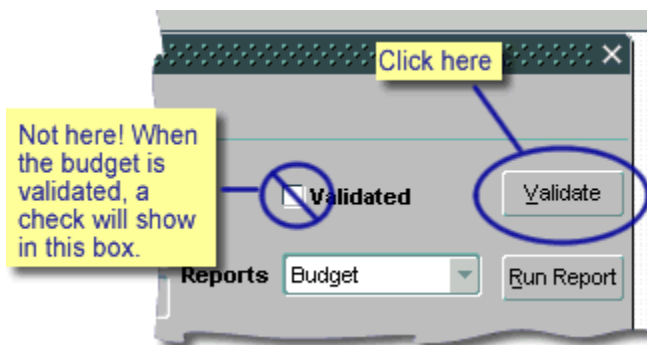 Click here
Not here! When
the budget is
validated, a
check will show
in this box.
Validated
Validate
Reports
Budget
Run Report